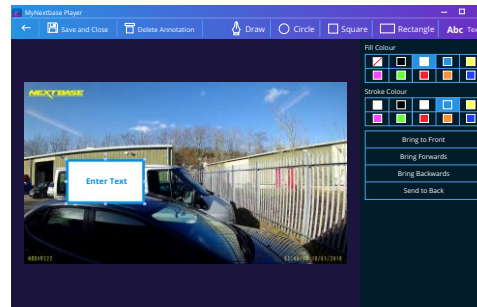 MyNextbase Player
Save and Close
Delete Annotation
Draw
Circle
Square
Rectangle
Abc
Fill Colour
NEXTBASE
Stroke Colour
Bring to Front
Bring Forwards
Enter Text
Bring Backwards
Send to Back